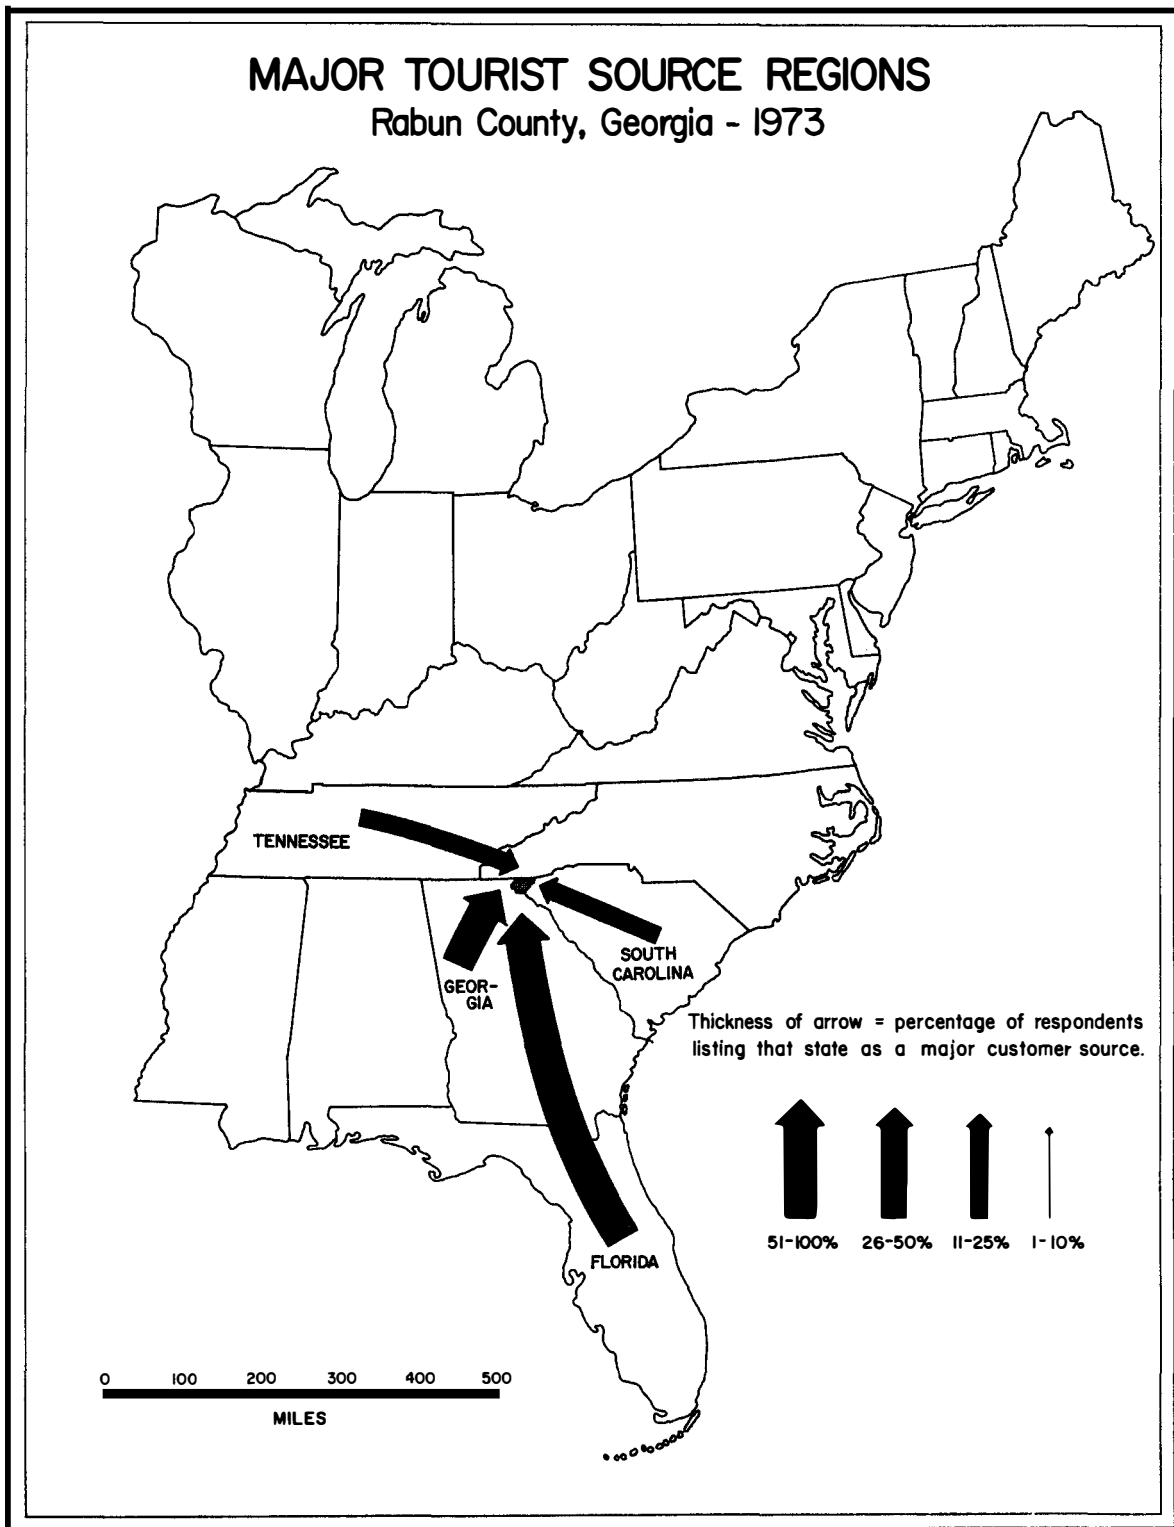 MAJOR TOURIST SOURCE REGIONS
Rabun County, Georgia - 1973
TENNESSEE
SOUTH
CAROLINA
GEOR-
GIA
Thickness of arrow = percentage of respondents
listing that state as a major customer source.
51-100% 26-50% 11-25% 1-10%
FLORIDA
0 100 200 300 400 500
MILES